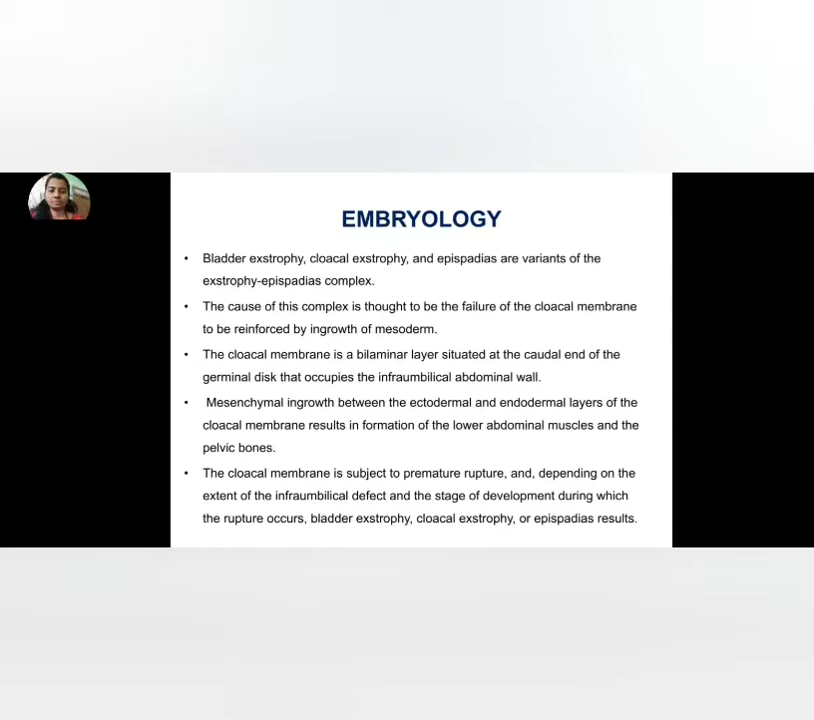 EMBRYOLOGY
• Bladder exstrophy, cloacal exstrophy, and epispadias are variants of the
exstrophy-epispadias complex.
• The cause of this complex is thought to be the failure of the cloacal membrane
to be reinforced by ingrowth of mesoderm.
• The cloacal membrane is a bilaminar layer situated at the caudal end of the
germinal disk that occupies the infraumbilical abdominal wall.
• Mesenchymal ingrowth between the ectodermal and endodermal layers of the
cloacal membrane results in formation of the lower abdominal muscles and the
pelvic bones.
• The cloacal membrane is subject to premature rupture, and, depending on the
extent of the infraumbilical defect and the stage of development during which
the rupture occurs, bladder exstrophy, cloacal exstrophy, or epispadias results.